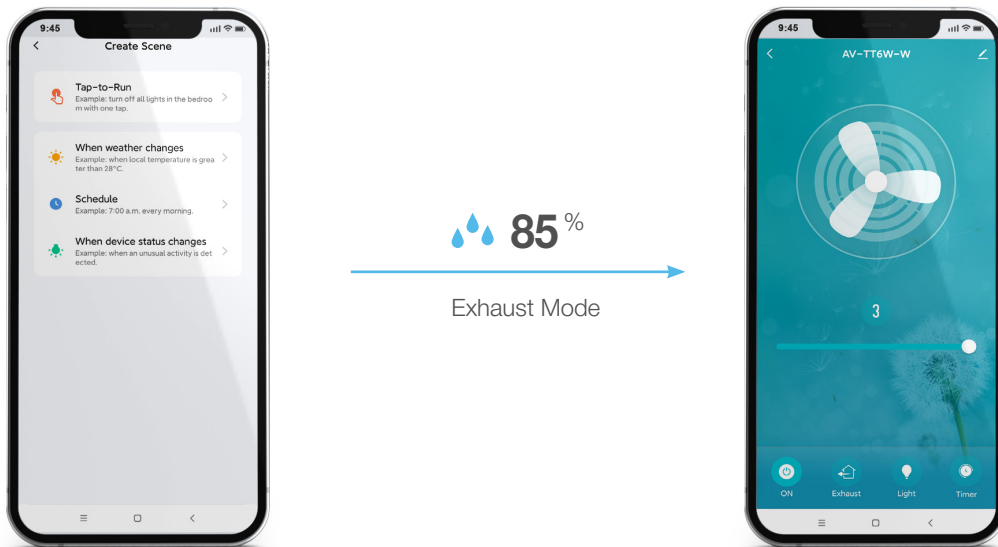 9:45
Create Scene
Tap-to-Run
Example: turn off all lights in the bedroo
m with one tap.
When weather changes
Example: when local temperature is grea
ter than 28°C.
Schedule
Example: 7:00 a.m. every morning.
When device status changes
Example: when an unusual activity is det
ected.
85%
Exhaust Mode
9:45
AV-TT6W-W
3
ON Exhaust Light Timer